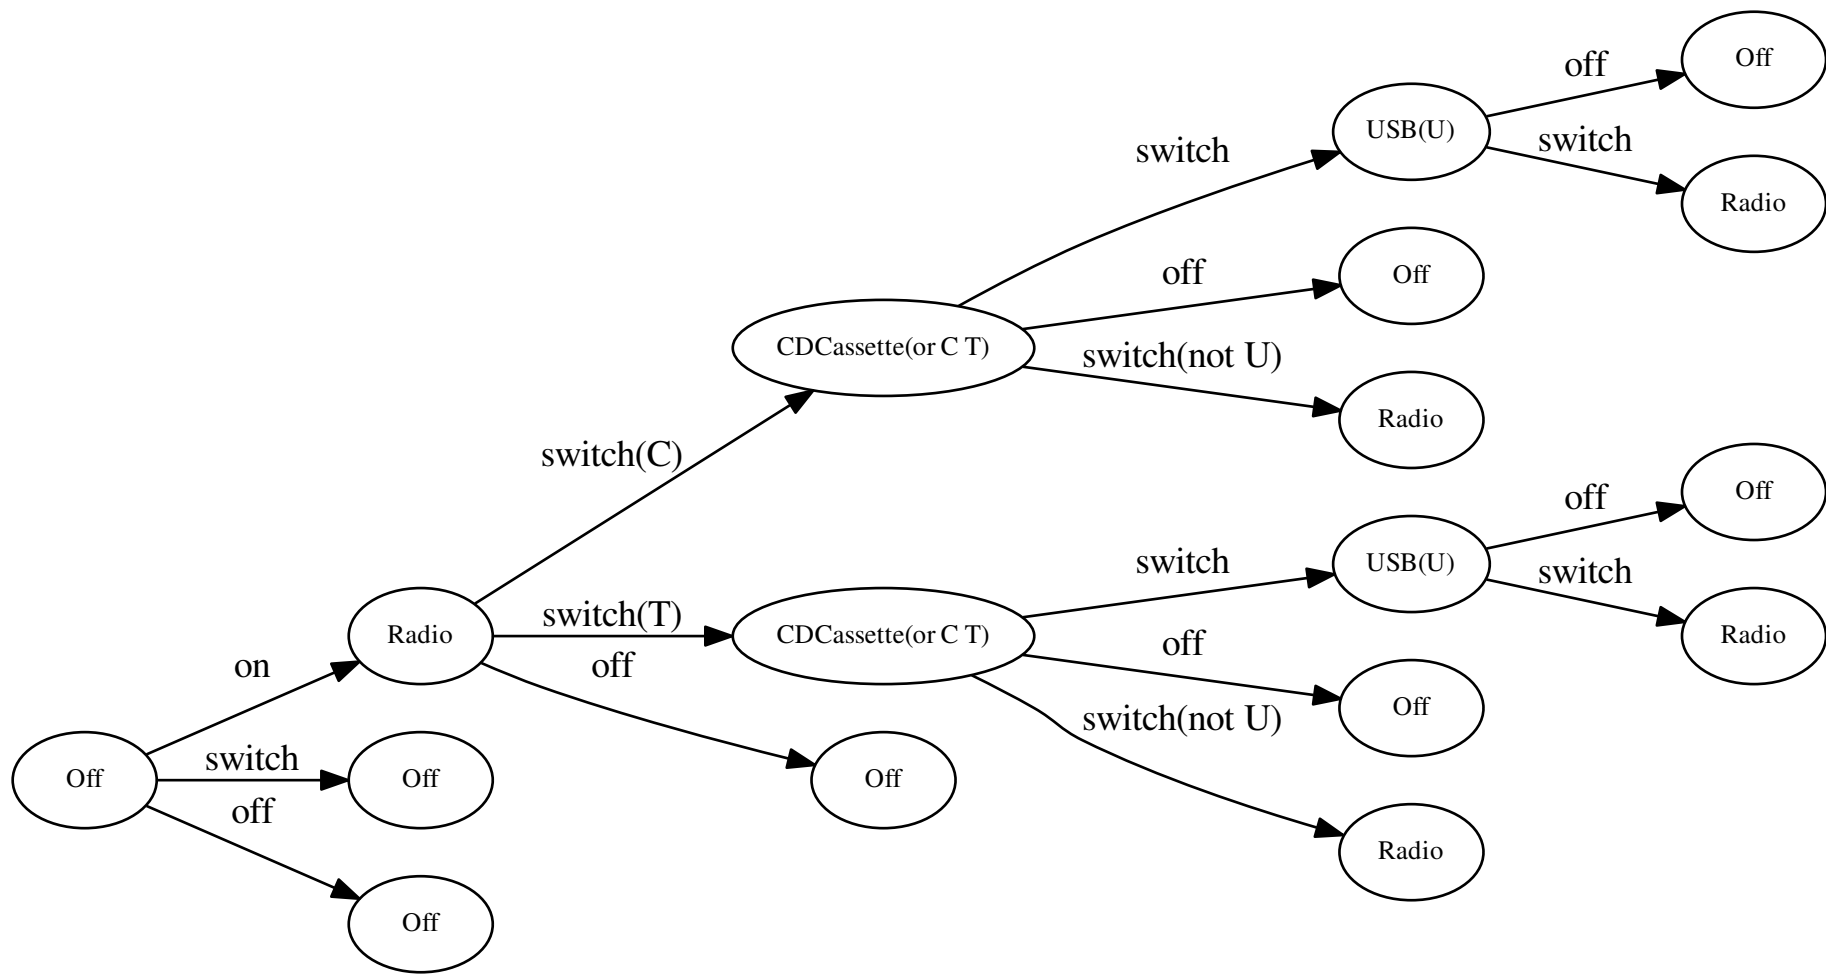 Off
off
USB(U)
switch
switch
Radio
off
Off
CDCassette(or C T)
switch(not U)
Radio
switch(C)
Off
off
switch
USB(U)
switch
Radio
switch(T)
CDCassette(or C T)
off
Radio
on
off
Off
switch(not U)
switch
Off
Off
Off
off
Radio
Off